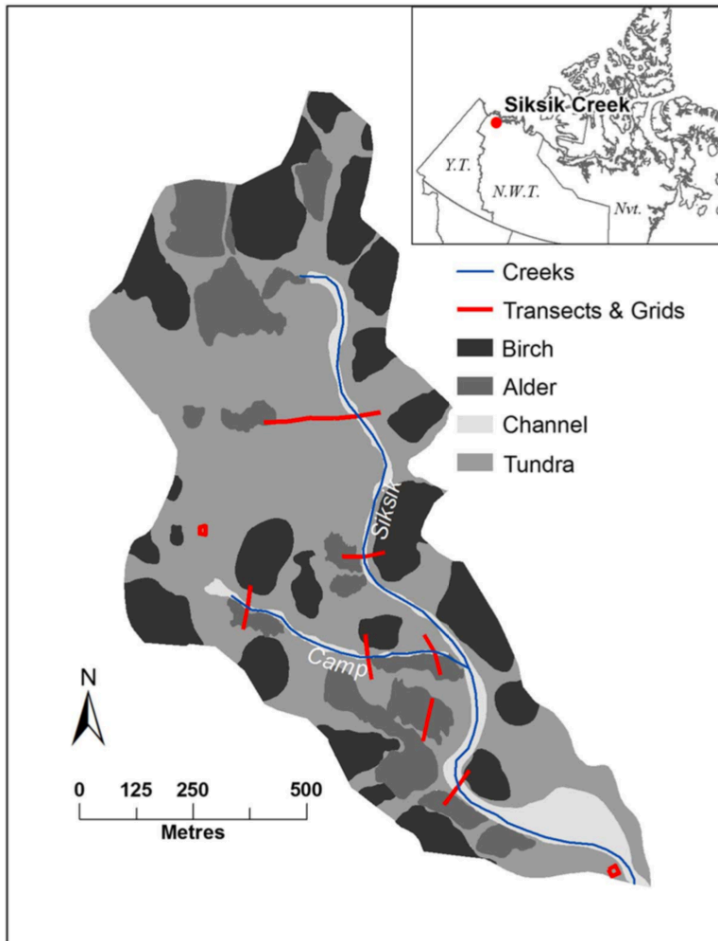 Siksik Creek
Y.T.
N.W.T.
Nvt.
Creeks
Transects & Grids
Birch
Alder
Channel
Tundra
Siksik
Camp
N
0 125 250 500
Metres